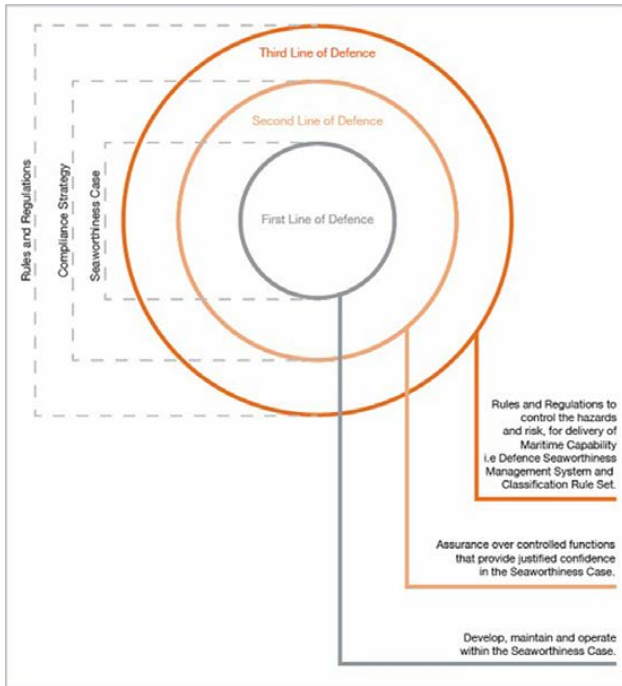 Third Line of Defence
Second Line of Defence
First Line of Defence
Rules and Regulations
Compliance Strategy
Seaworthiness Case
Rules and Regulations to
control the hazards
and risk, for delivery of
Maritime Capability
i.e Defence Seaworthiness
Management System and
Classification Rule Set.
Assurance over controlled functions
that provide justified confidence
in the Seaworthiness Case.
Develop, maintain and operate
within the Seaworthiness Case.